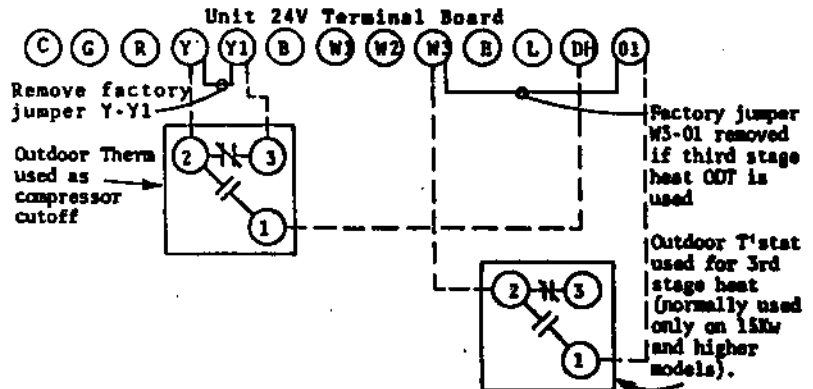 Unit 24V Terminal Board
C G R Y Y1 B W1 W2 W3 E L DH 01
Remove factory
jumper Y-Y1
Outdoor Therm
used as
compressor
cutoff
2 3
1
Factory jumper
W3-01 removed
if third stage
heat ODT is
used
Outdoor T'stat
used for 3rd
stage heat
(normally used
only on 15Kw
and higher
models).
2 3
1